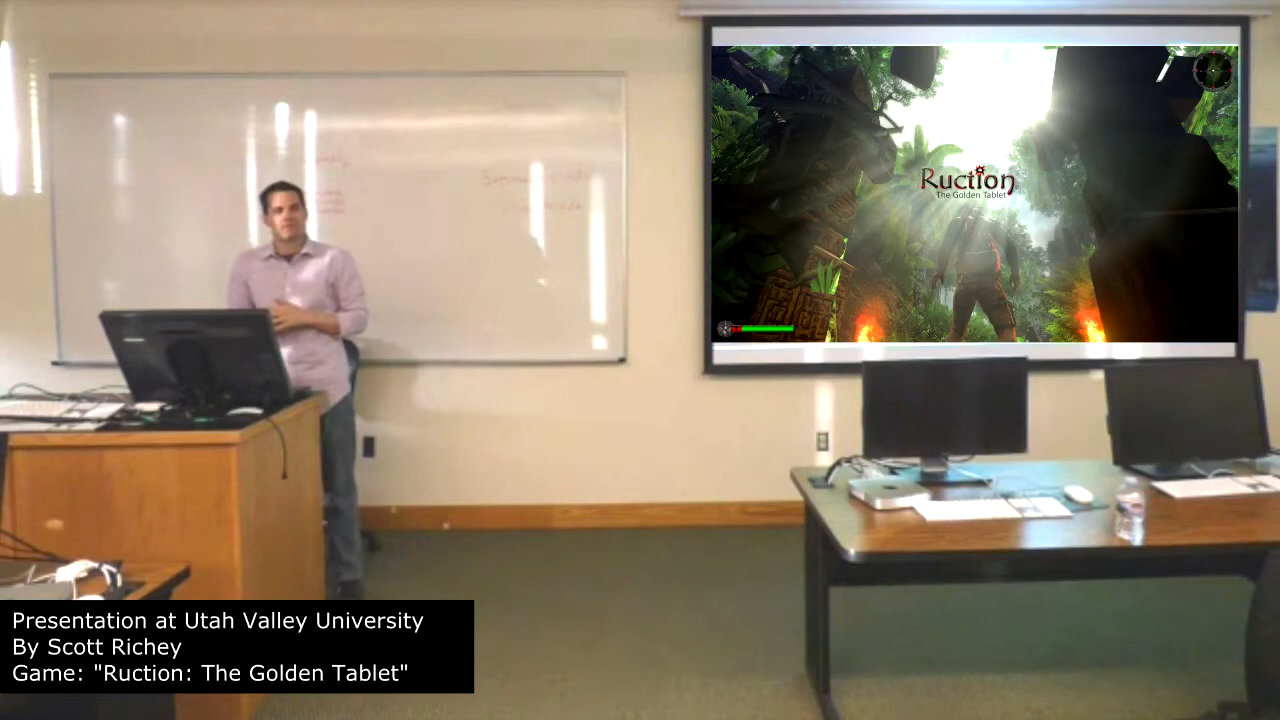 Ruction
The Golden Tablet
Presentation at Utah Valley University
By Scott Richey
Game: "Ruction: The Golden Tablet"